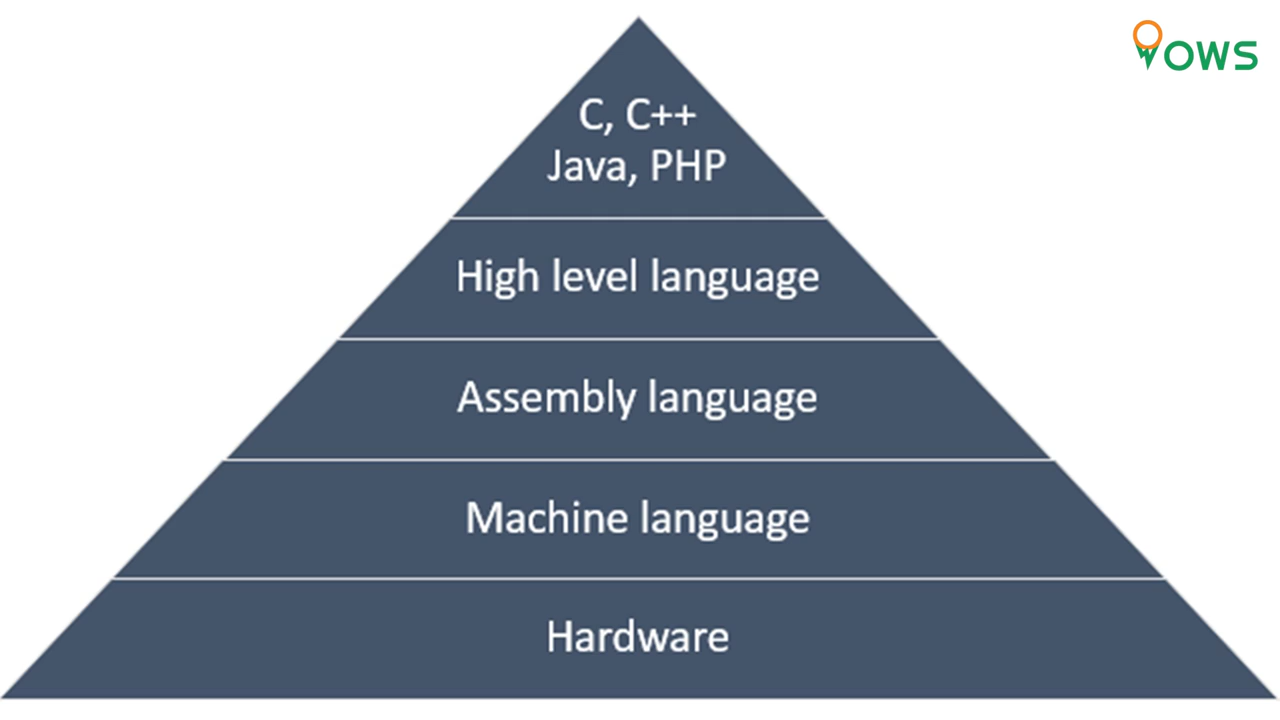 VOWS
C, C++
Java, PHP
High level language
Assembly language
Machine language
Hardware